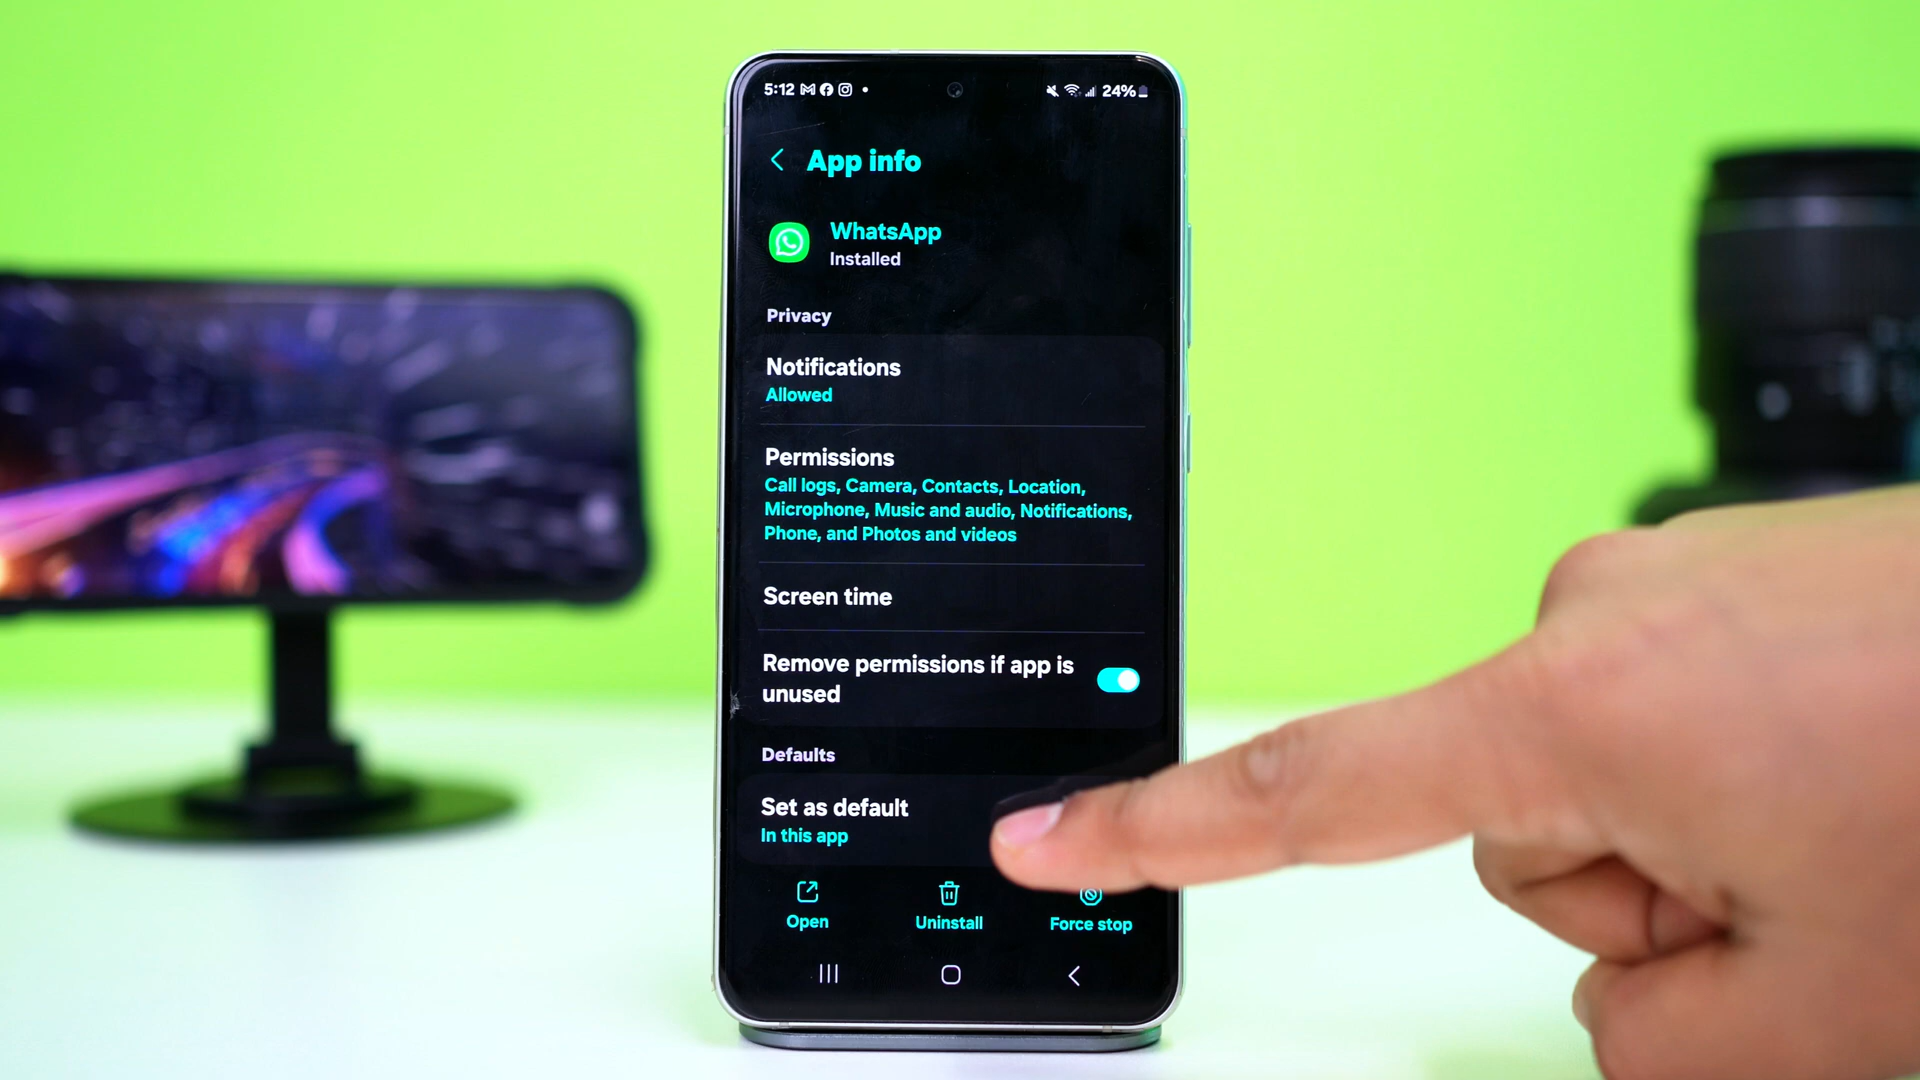 5:12
24%
App info
WhatsApp
Installed
Privacy
Notifications
Allowed
Permissions
Call logs, Camera, Contacts, Location,
Microphone, Music and audio, Notifications,
Phone, and Photos and videos
Screen time
Remove permissions if app is
unused
Defaults
Set as default
In this app
Open
Uninstall
Force stop